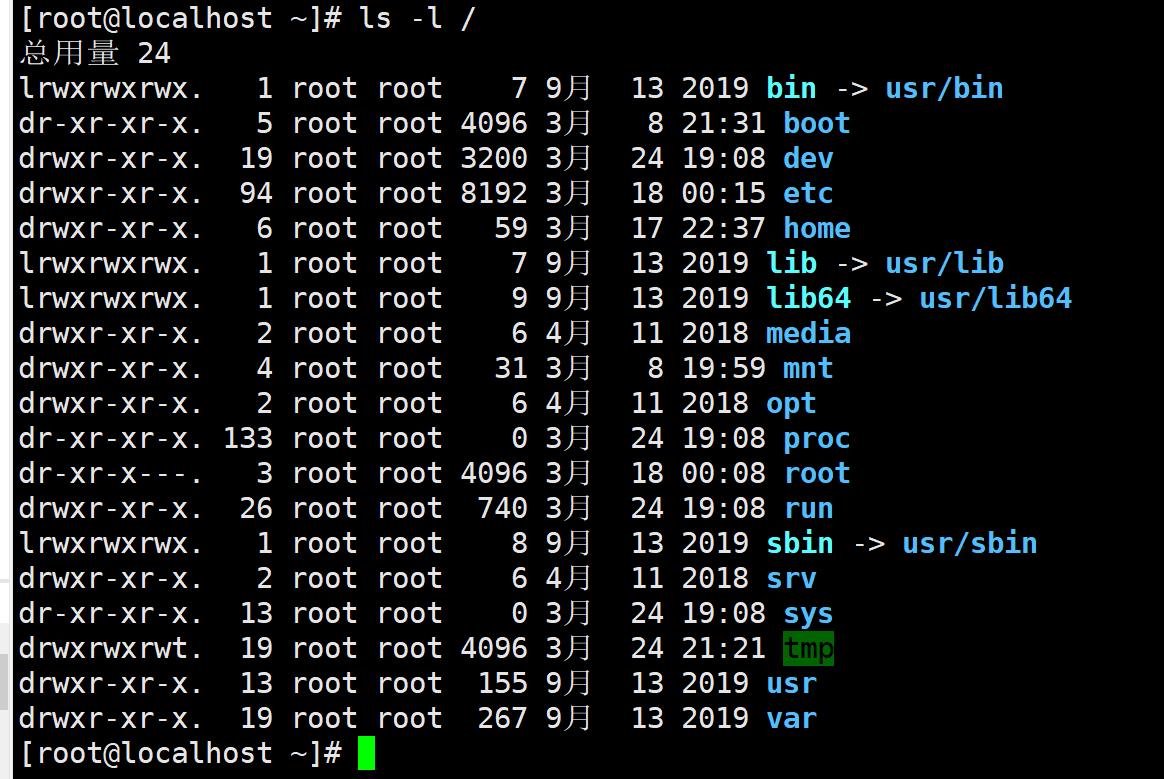 [root@localhost ~]# ls -l /
总用量 24
lrwxrwxrwx.   1 root root    7 9月  13 2019 bin -> usr/bin
dr-xr-xr-x.   5 root root 4096 3月   8 21:31 boot
drwxr-xr-x.  19 root root 3200 3月  24 19:08 dev
drwxr-xr-x.  94 root root 8192 3月  18 00:15 etc
drwxr-xr-x.   6 root root   59 3月  17 22:37 home
lrwxrwxrwx.   1 root root    7 9月  13 2019 lib -> usr/lib
lrwxrwxrwx.   1 root root    9 9月  13 2019 lib64 -> usr/lib64
drwxr-xr-x.   2 root root    6 4月  11 2018 media
drwxr-xr-x.   4 root root   31 3月   8 19:59 mnt
drwxr-xr-x.   2 root root    6 4月  11 2018 opt
dr-xr-xr-x. 133 root root    0 3月  24 19:08 proc
dr-xr-x---.   3 root root 4096 3月  18 00:08 root
drwxr-xr-x.  26 root root  740 3月  24 19:08 run
lrwxrwxrwx.   1 root root    8 9月  13 2019 sbin -> usr/sbin
drwxr-xr-x.   2 root root    6 4月  11 2018 srv
dr-xr-xr-x.  13 root root    0 3月  24 19:08 sys
drwxrwxrwt.  19 root root 4096 3月  24 21:21 tmp
drwxr-xr-x.  13 root root  155 9月  13 2019 usr
drwxr-xr-x.  19 root root  267 9月  13 2019 var
[root@localhost ~]#